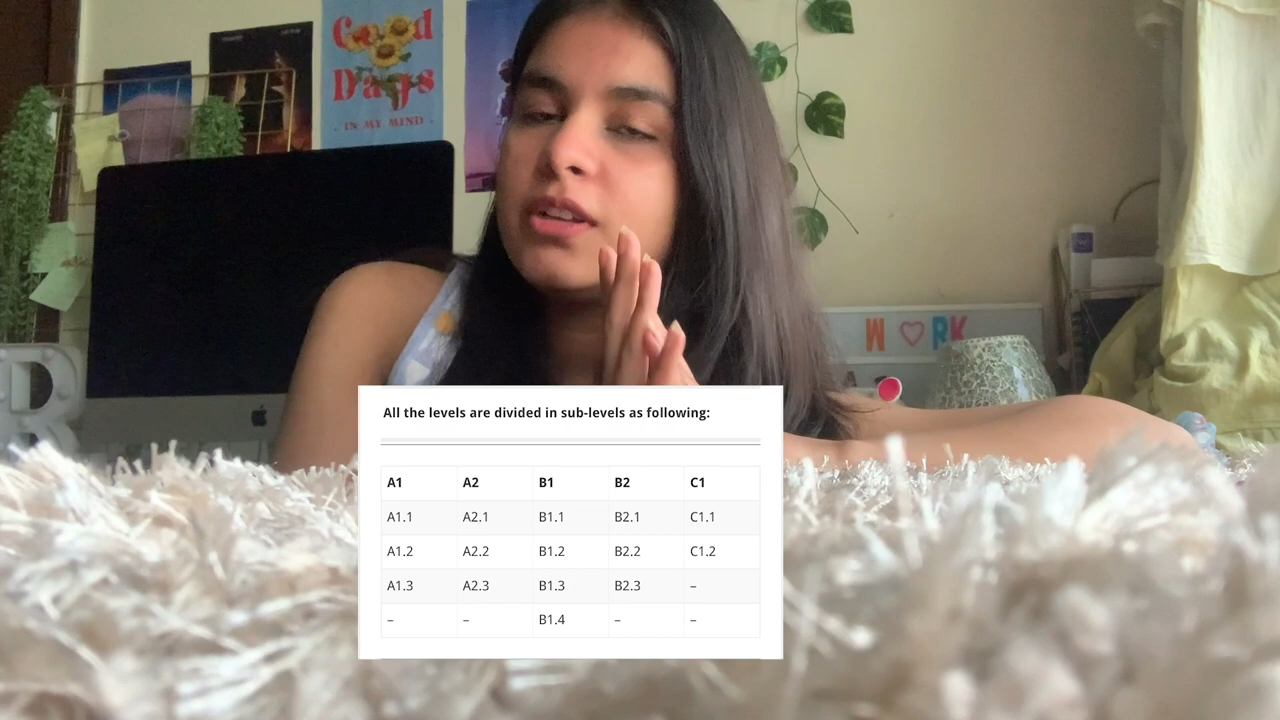 Good
Days
IN MY MIND
W RK
R
All the levels are divided in sub-levels as following:
A1 A2 B1 B2 C1
A1.1 A2.1 B1.1 B2.1 C1.1
A1.2 A2.2 B1.2 B2.2 C1.2
A1.3 A2.3 B1.3 B2.3 –
– – B1.4 – –